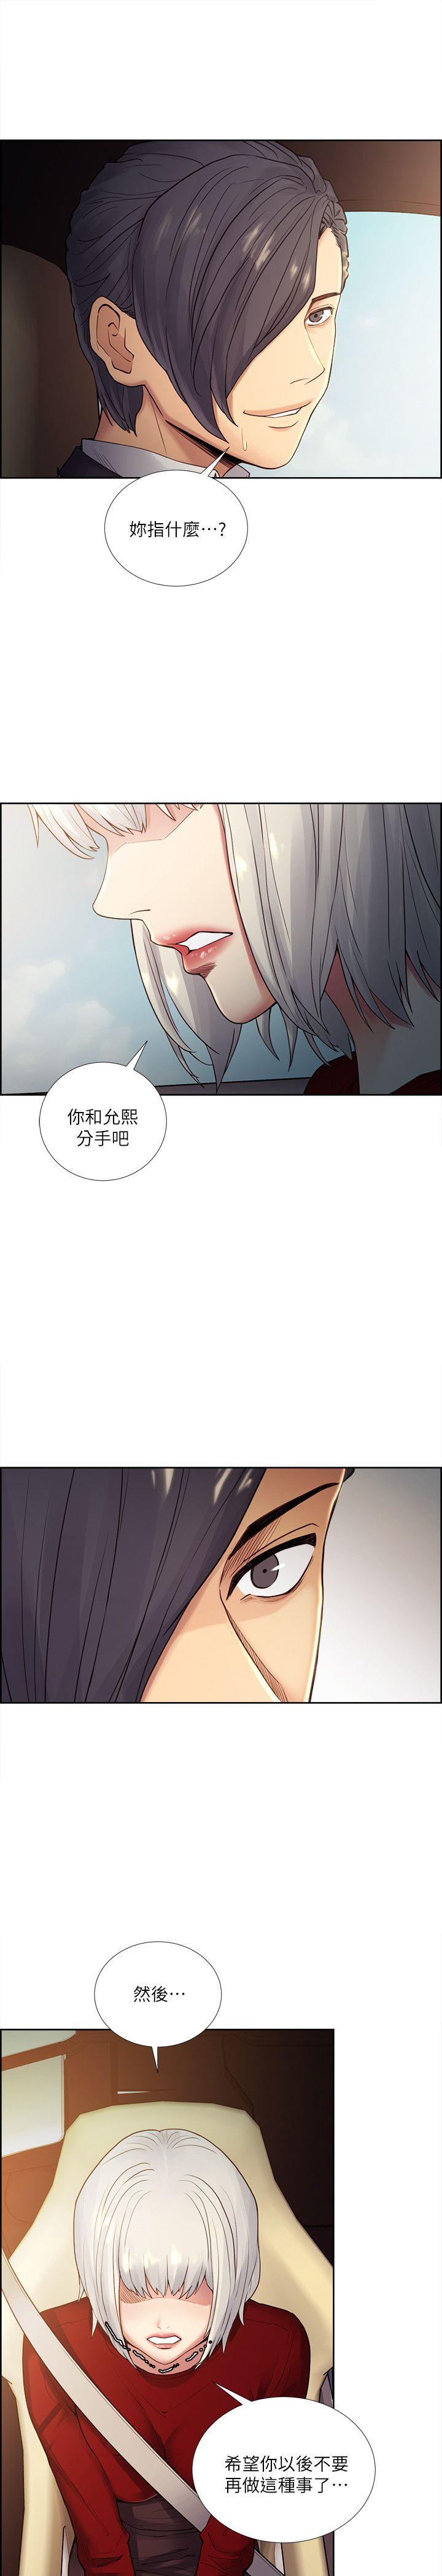 妳指什麼⋯?
你和允熙
分手吧
然後⋯
希望你以後不要
再做這種事了⋯